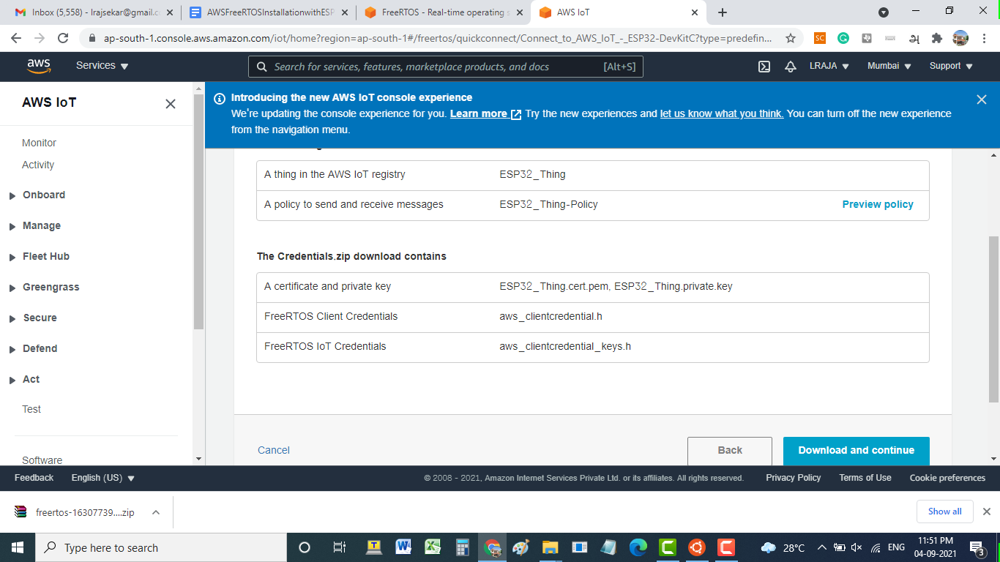 Inbox (5,558) - lrajsekar@gmail.c
AWSFreeRTOSInstallationwithESP
FreeRTOS - Real-time operating s
AWS IoT
ap-south-1.console.aws.amazon.com/iot/home?region=ap-south-1#/freertos/quickconnect/Connect_to_AWS_IoT_-_ESP32-DevKitC?type=predefin...
aws
Services
Search for services, features, marketplace products, and docs
[Alt+S]
LRAJA
Mumbai
Support
AWS IoT
Monitor
Activity
Onboard
Manage
Fleet Hub
Greengrass
Secure
Defend
Act
Test
Software
Introducing the new AWS IoT console experience
We're updating the console experience for you. Learn more Try the new experiences and let us know what you think. You can turn off the new experience
from the navigation menu.
A thing in the AWS IoT registry ESP32_Thing
A policy to send and receive messages ESP32_Thing-Policy Preview policy
The Credentials.zip download contains
A certificate and private key ESP32_Thing.cert.pem, ESP32_Thing.private.key
FreeRTOS Client Credentials aws_clientcredential.h
FreeRTOS IoT Credentials aws_clientcredential_keys.h
Cancel
Back
Download and continue
Feedback English (US) © 2008 - 2021, Amazon Internet Services Private Ltd. or its affiliates. All rights reserved. Privacy Policy Terms of Use Cookie preferences
freertos-16307739....zip
Show all
Type here to search
28°C
ENG
11:51 PM
04-09-2021
3